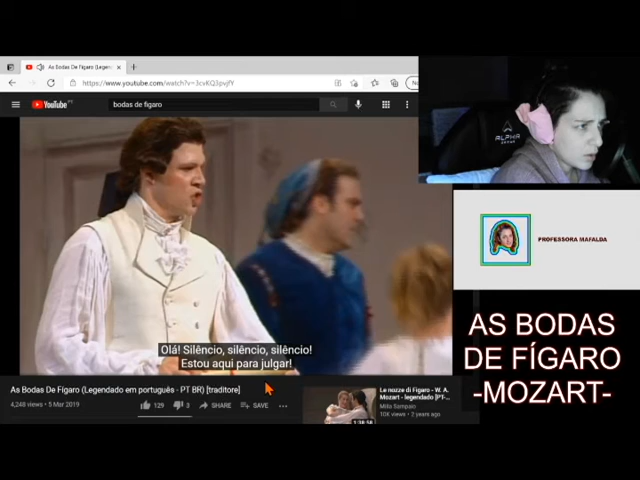 As Bodas De Fígaro (Legen
https://www.youtube.com/watch?v=3cvKQ3pvjfY
YouTube
bodas de figaro
ALPHA
PROFESSORA MAFALDA
Olá! Silêncio, silêncio, silêncio!
Estou aqui para julgar!
AS BODAS
DE FÍGARO
-MOZART-
As Bodas De Fígaro (Legendado em português - PT BR) [traditore]
4,248 views • 5 Mar 2019
129
3
SHARE
SAVE
Le nozze di Figaro - W. A.
Mozart - legendado [PT-...
Milla Sampaio
10K views • 2 years ago
1:38:58